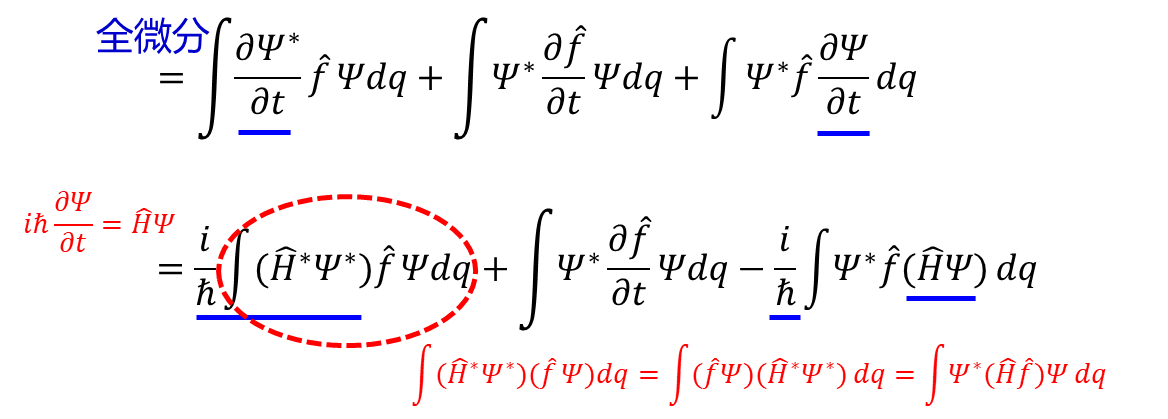 全微分
= ∫ ∂Ψ*/∂t f̂ Ψdq + ∫ Ψ* ∂f̂/∂t Ψdq + ∫ Ψ* f̂ ∂Ψ/∂t dq
iħ ∂Ψ/∂t = ĤΨ
= i/ħ ∫ (Ĥ*Ψ*) f̂ Ψdq + ∫ Ψ* ∂f̂/∂t Ψdq − i/ħ ∫ Ψ* f̂(ĤΨ) dq
∫ (Ĥ*Ψ*)(f̂ Ψ)dq = ∫ (f̂Ψ)(Ĥ*Ψ*) dq = ∫ Ψ*(Ĥf̂)Ψ dq